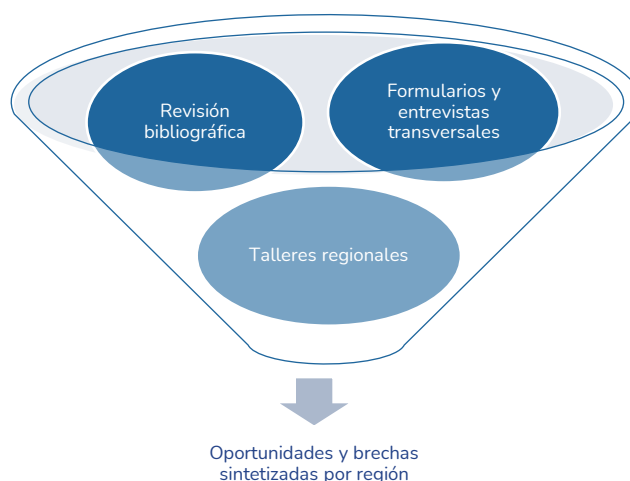 Revisión
bibliográfica
Formularios y
entrevistas
transversales
Talleres regionales
Oportunidades y brechas
sintetizadas por región